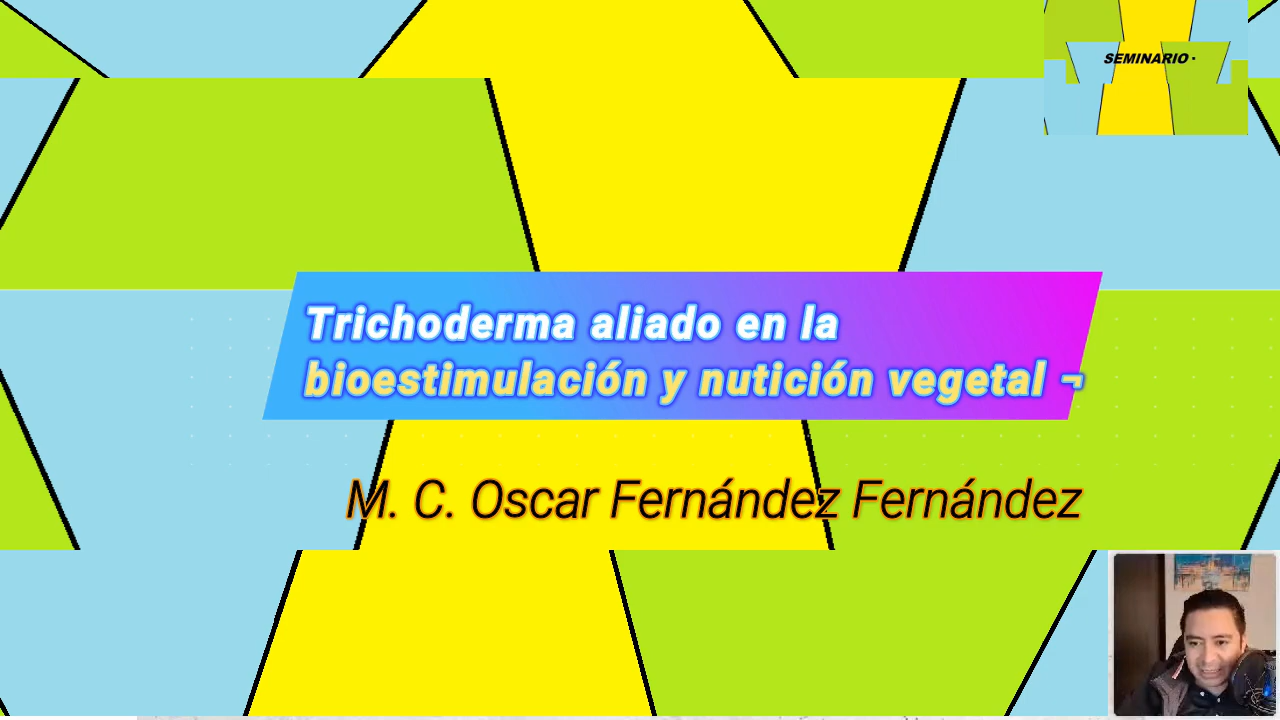 SEMINARIO ·
Trichoderma aliado en la
bioestimulación y nutición vegetal ¬
M. C. Oscar Fernández Fernández